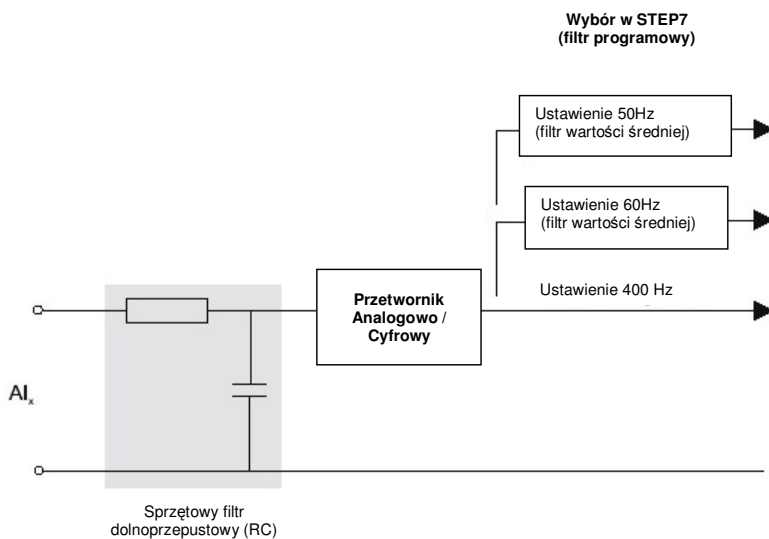 Wybór w STEP7
(filtr programowy)
Ustawienie 50Hz
(filtr wartości średniej)
Ustawienie 60Hz
(filtr wartości średniej)
Ustawienie 400 Hz
Przetwornik
Analogowo /
Cyfrowy
AIx
Sprzętowy filtr
dolnoprzepustowy (RC)